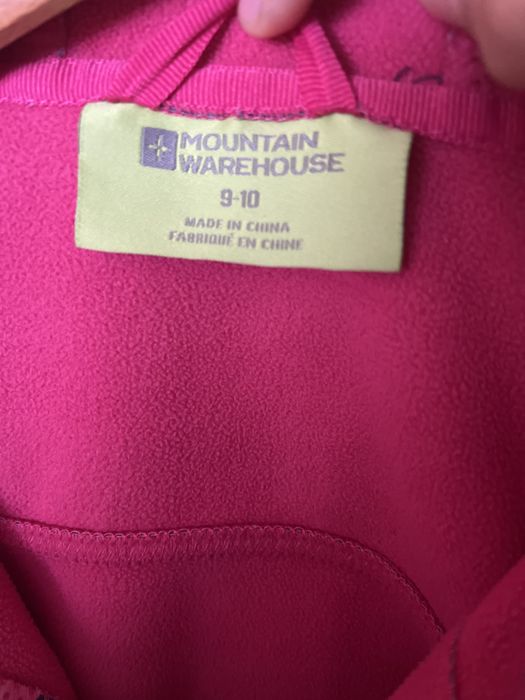 MOUNTAIN
WAREHOUSE
9-10
MADE IN CHINA
FABRIQUÉ EN CHINE